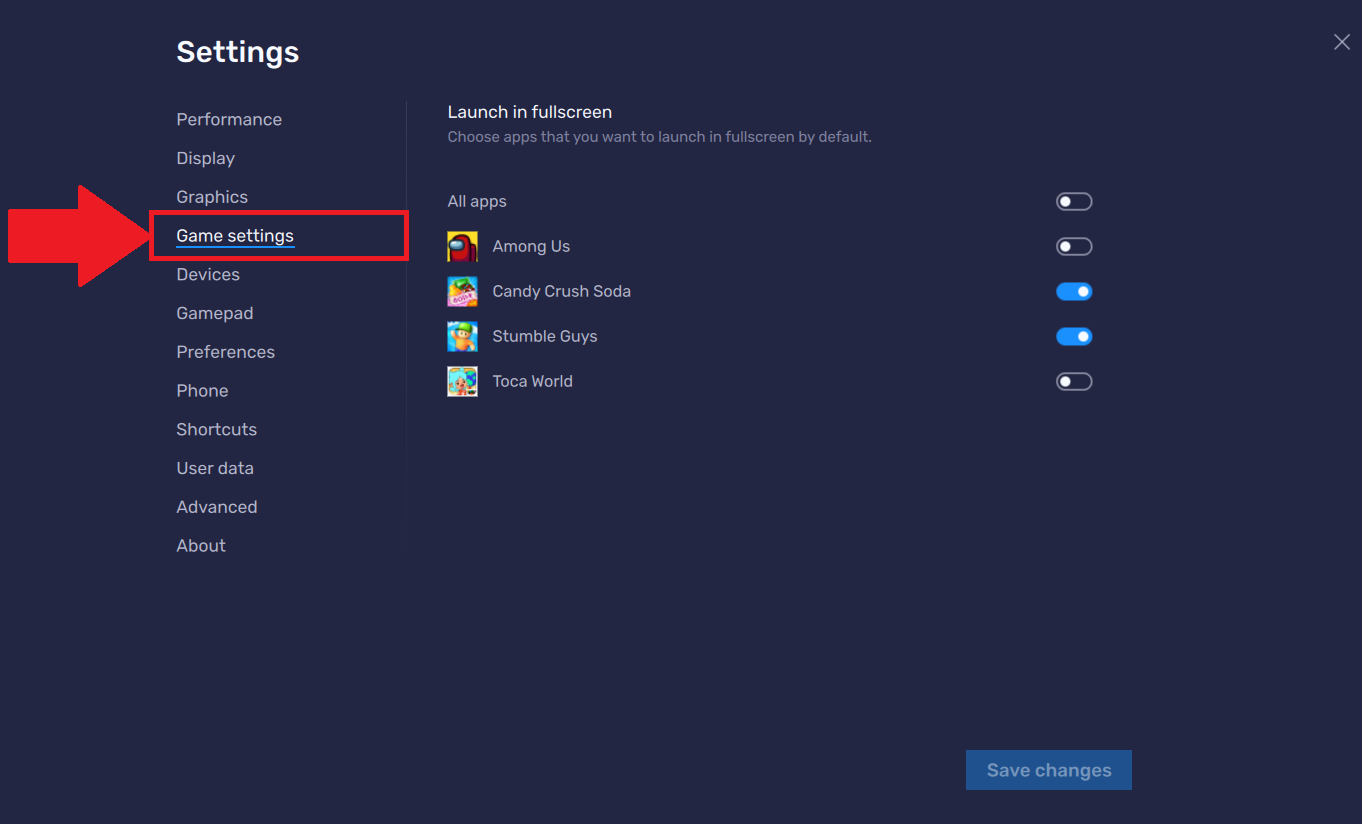 Settings
Performance
Display
Graphics
Game settings
Devices
Gamepad
Preferences
Phone
Shortcuts
User data
Advanced
About
Launch in fullscreen
Choose apps that you want to launch in fullscreen by default.
All apps
Among Us
Candy Crush Soda
Stumble Guys
Toca World
Save changes